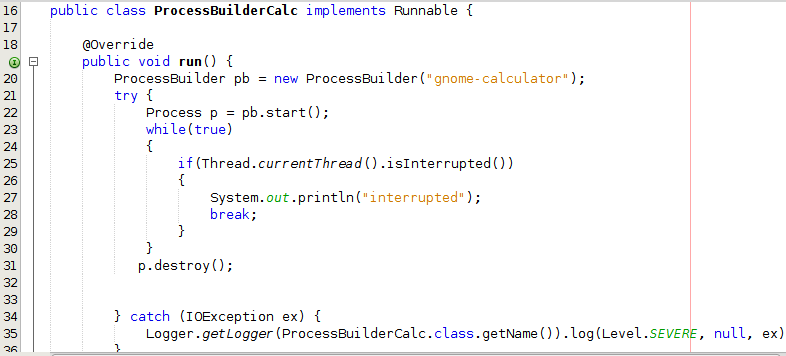 16 public class ProcessBuilderCalc implements Runnable {
17
18     @Override
       public void run() {
20         ProcessBuilder pb = new ProcessBuilder("gnome-calculator");
21         try {
22             Process p = pb.start();
23             while(true)
24             {
25                 if(Thread.currentThread().isInterrupted())
26                 {
27                     System.out.println("interrupted");
28                     break;
29                 }
30             }
31            p.destroy();
32
33
34         } catch (IOException ex) {
35             Logger.getLogger(ProcessBuilderCalc.class.getName()).log(Level.SEVERE, null, ex)
36         }